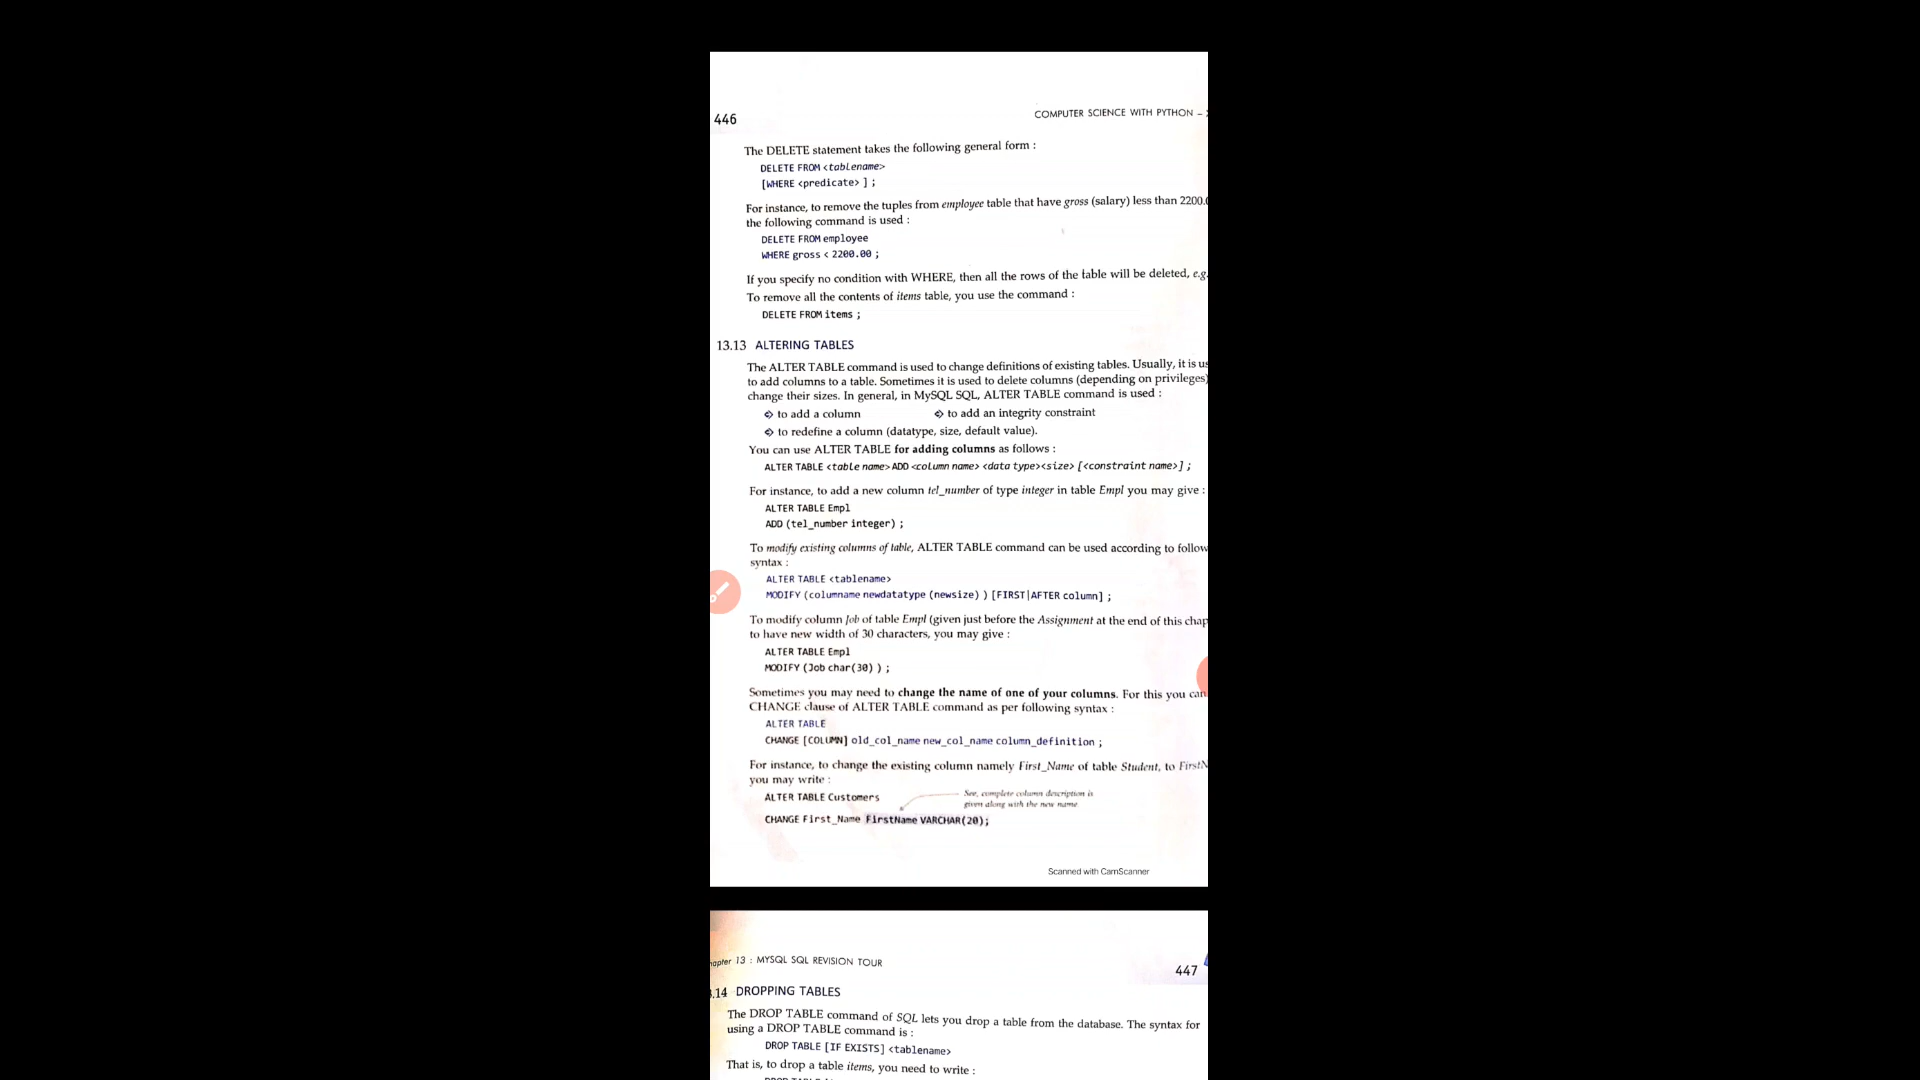 446
COMPUTER SCIENCE WITH PYTHON –
The DELETE statement takes the following general form :
DELETE FROM <tablename>
[WHERE <predicate> ] ;
For instance, to remove the tuples from employee table that have gross (salary) less than 2200.0
the following command is used :
DELETE FROM employee
WHERE gross < 2200.00 ;
If you specify no condition with WHERE, then all the rows of the table will be deleted, e.g.
To remove all the contents of items table, you use the command :
DELETE FROM items ;
13.13 ALTERING TABLES
The ALTER TABLE command is used to change definitions of existing tables. Usually, it is us
to add columns to a table. Sometimes it is used to delete columns (depending on privileges)
change their sizes. In general, in MySQL SQL, ALTER TABLE command is used :
➪ to add a column ➪ to add an integrity constraint
➪ to redefine a column (datatype, size, default value).
You can use ALTER TABLE for adding columns as follows :
ALTER TABLE <table name> ADD <column name> <data type><size> [<constraint name>] ;
For instance, to add a new column tel_number of type integer in table Empl you may give :
ALTER TABLE Empl
ADD (tel_number integer) ;
To modify existing columns of table, ALTER TABLE command can be used according to follow
syntax :
ALTER TABLE <tablename>
MODIFY (columname newdatatype (newsize) ) [FIRST|AFTER column] ;
To modify column Job of table Empl (given just before the Assignment at the end of this chap
to have new width of 30 characters, you may give :
ALTER TABLE Empl
MODIFY (Job char(30) ) ;
Sometimes you may need to change the name of one of your columns. For this you can
CHANGE clause of ALTER TABLE command as per following syntax :
ALTER TABLE
CHANGE [COLUMN] old_col_name new_col_name column_definition ;
For instance, to change the existing column namely First_Name of table Student, to FirstN
you may write :
ALTER TABLE Customers
See, complete column description is
given along with the new name
CHANGE First_Name FirstName VARCHAR(20);
Scanned with CamScanner
apter 13 : MYSQL SQL REVISION TOUR
447
.14 DROPPING TABLES
The DROP TABLE command of SQL lets you drop a table from the database. The syntax for
using a DROP TABLE command is :
DROP TABLE [IF EXISTS] <tablename>
That is, to drop a table items, you need to write :